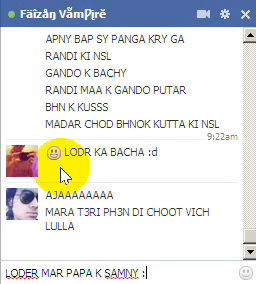 Fäïzåη VãmPįrĕ
APNY BAP SY PANGA KRY GA
RANDI KI NSL
GANDO K BACHY
RANDI MAA K GANDO PUTAR
BHN K KUSSS
MADAR CHOD BHNOK KUTTA KI NSL
9:22am
LODR KA BACHA :d
AJAAAAAAAA
MARA T3RI PH3N DI CHOOT VICH
LULLA
LODER MAR PAPA K SAMNY :